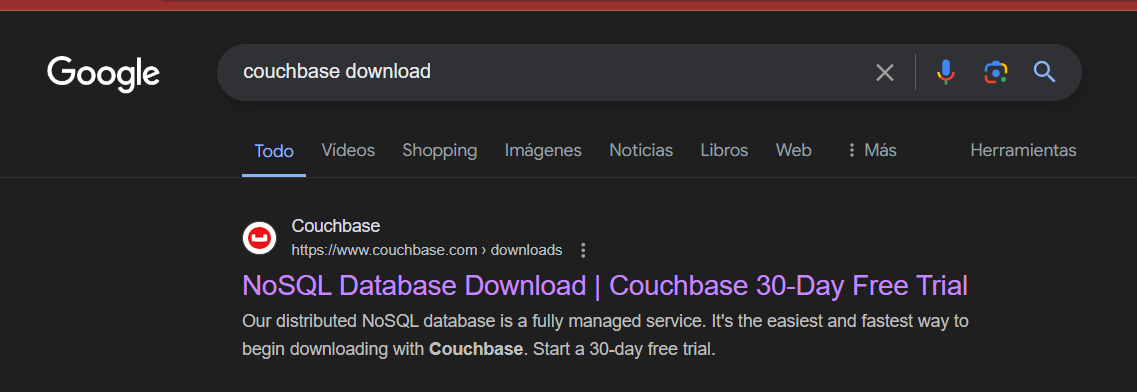 Google
couchbase download
Todo Vídeos Shopping Imágenes Noticias Libros Web Más Herramientas
Couchbase
https://www.couchbase.com › downloads
NoSQL Database Download | Couchbase 30-Day Free Trial
Our distributed NoSQL database is a fully managed service. It's the easiest and fastest way to
begin downloading with Couchbase. Start a 30-day free trial.